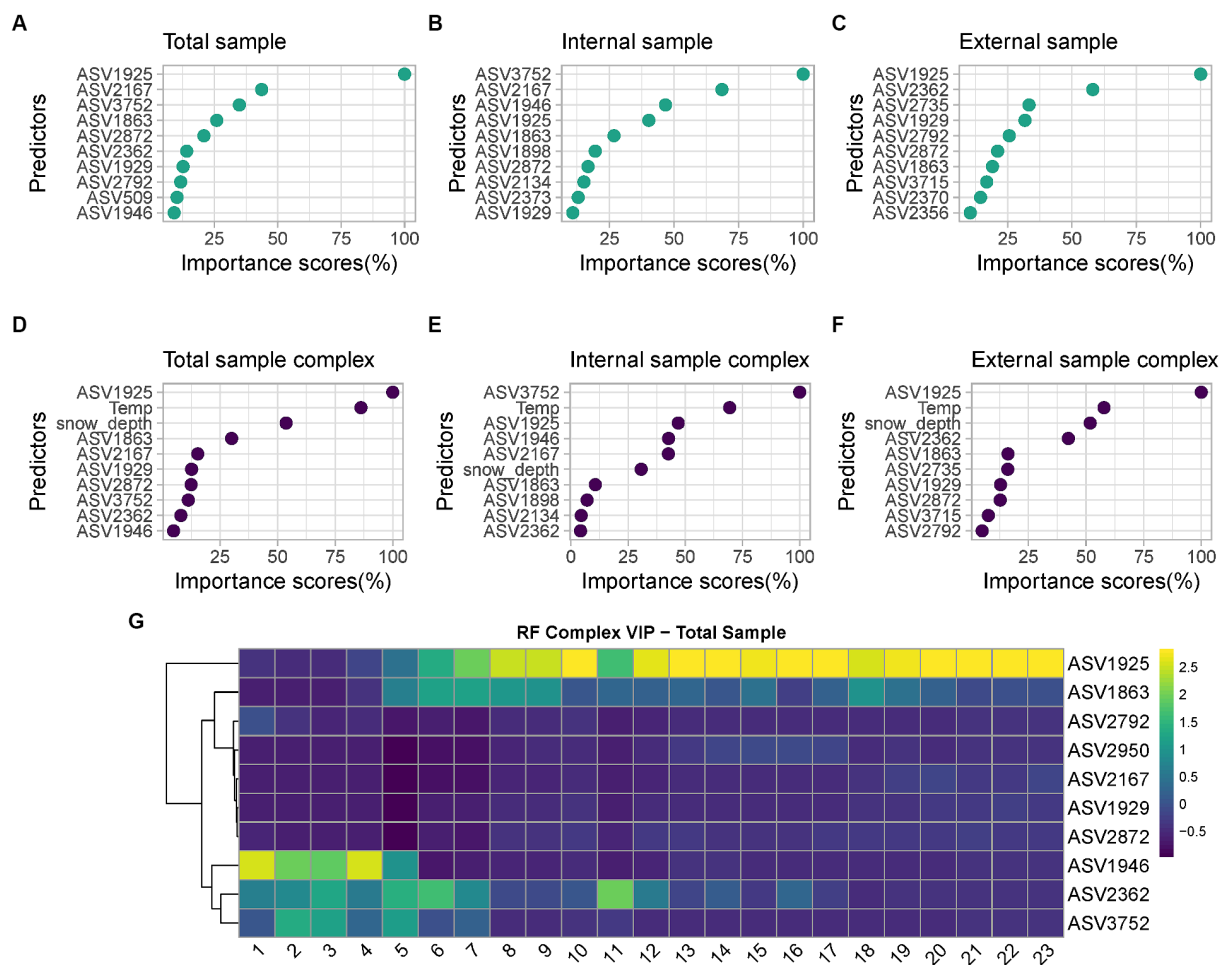 A
Total sample
Predictors
ASV1925
ASV2167
ASV3752
ASV1863
ASV2872
ASV2362
ASV1929
ASV2792
ASV509
ASV1946
25 50 75 100
Importance scores(%)
B
Internal sample
Predictors
ASV3752
ASV2167
ASV1946
ASV1925
ASV1863
ASV1898
ASV2872
ASV2134
ASV2373
ASV1929
25 50 75 100
Importance scores(%)
C
External sample
Predictors
ASV1925
ASV2362
ASV2735
ASV1929
ASV2792
ASV2872
ASV1863
ASV3715
ASV2370
ASV2356
25 50 75 100
Importance scores(%)
D
Total sample complex
Predictors
ASV1925
Temp
snow_depth
ASV1863
ASV2167
ASV1929
ASV2872
ASV3752
ASV2362
ASV1946
25 50 75 100
Importance scores(%)
E
Internal sample complex
Predictors
ASV3752
Temp
ASV1925
ASV1946
ASV2167
snow_depth
ASV1863
ASV1898
ASV2134
ASV2362
0 25 50 75 100
Importance scores(%)
F
External sample complex
Predictors
ASV1925
Temp
snow_depth
ASV2362
ASV1863
ASV2735
ASV1929
ASV2872
ASV3715
ASV2792
25 50 75 100
Importance scores(%)
G
RF Complex VIP − Total Sample
ASV1925
ASV1863
ASV2792
ASV2950
ASV2167
ASV1929
ASV2872
ASV1946
ASV2362
ASV3752
1 2 3 4 5 6 7 8 9 10 11 12 13 14 15 16 17 18 19 20 21 22 23
2.5
2
1.5
1
0.5
0
−0.5